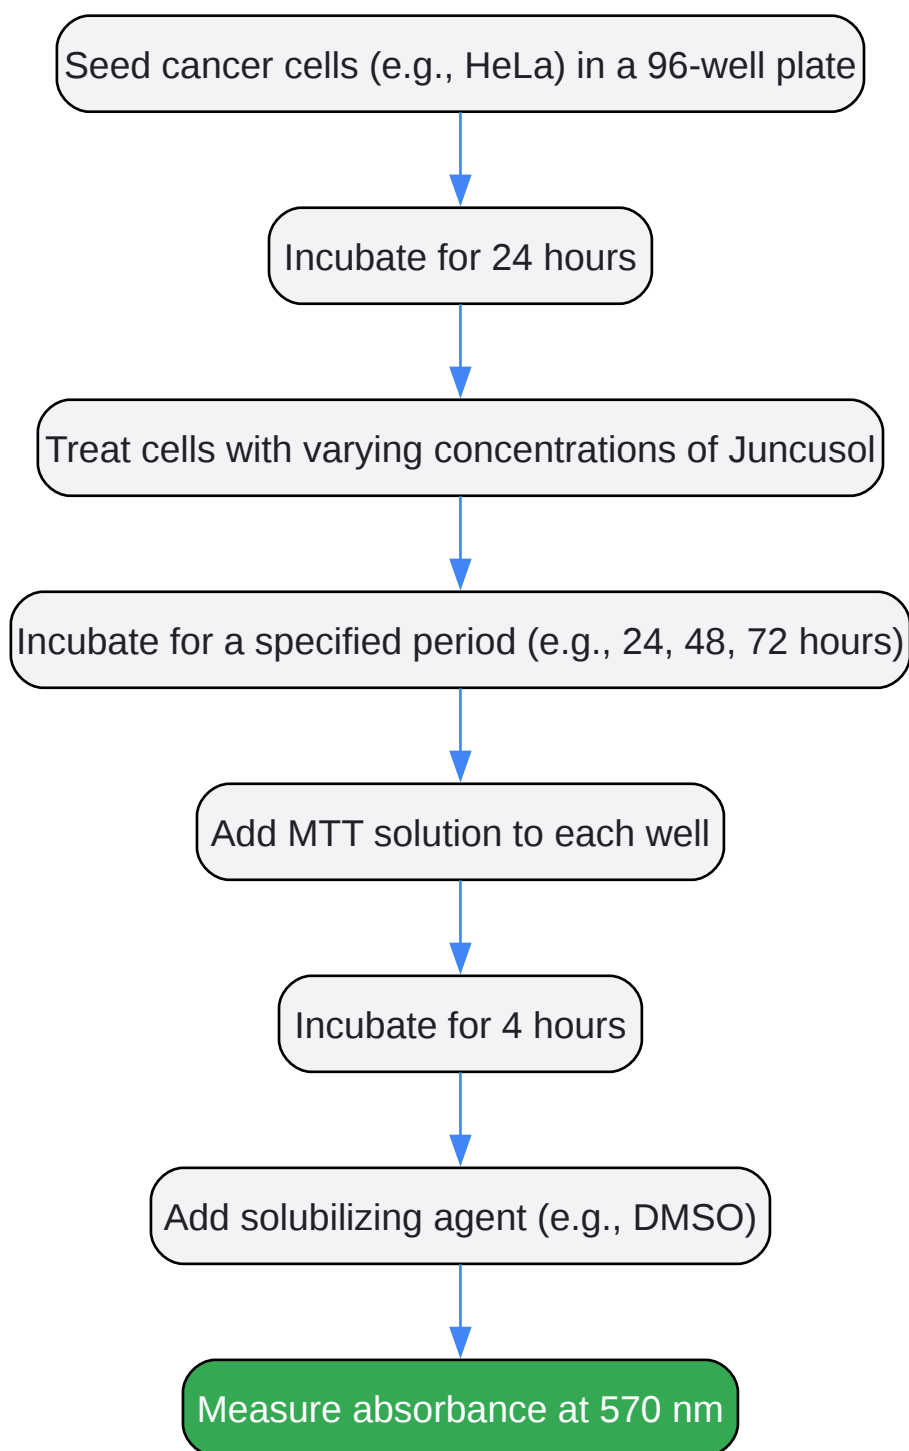 Seed cancer cells (e.g., HeLa) in a 96-well plate
Incubate for 24 hours
Treat cells with varying concentrations of Juncusol
Incubate for a specified period (e.g., 24, 48, 72 hours)
Add MTT solution to each well
Incubate for 4 hours
Add solubilizing agent (e.g., DMSO)
Measure absorbance at 570 nm